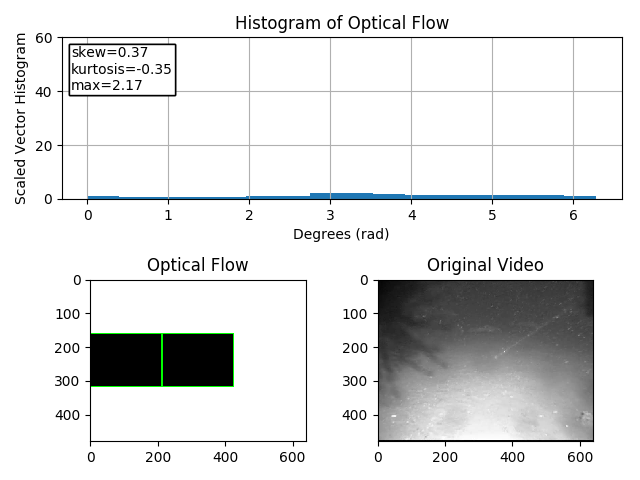 Histogram of Optical Flow
Scaled Vector Histogram
60
40
20
0
skew=0.37
kurtosis=-0.35
max=2.17
0 1 2 3 4 5 6
Degrees (rad)
Optical Flow
0
100
200
300
400
0 200 400 600
Original Video
0
100
200
300
400
0 200 400 600